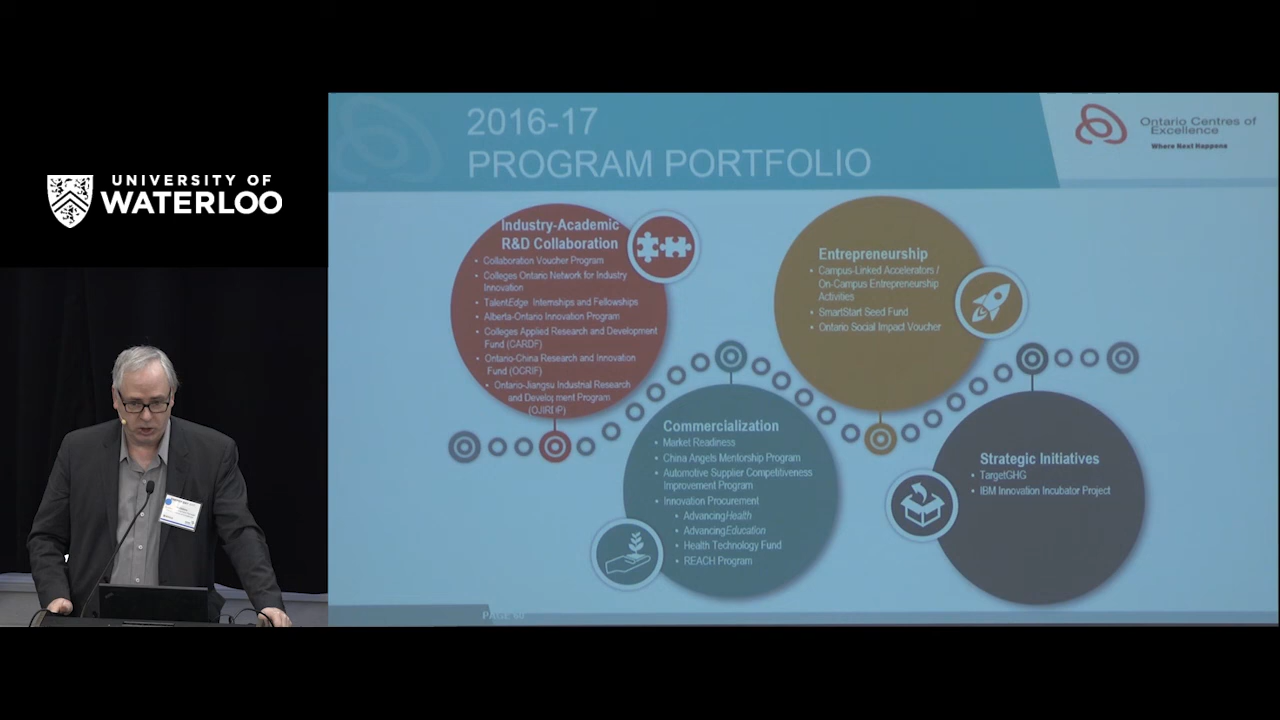 UNIVERSITY OF
WATERLOO
2016-17
PROGRAM PORTFOLIO
Ontario Centres of
Excellence
Where Next Happens
Industry-Academic
R&D Collaboration
• Collaboration Voucher Program
• Colleges Ontario Network for Industry
Innovation
• TalentEdge Internships and Fellowships
• Alberta-Ontario Innovation Program
• Colleges Applied Research and Development
Fund (CARDF)
• Ontario-China Research and Innovation
Fund (OCRIF)
• Ontario-Jiangsu Industrial Research
and Development Program
(OJIRDP)
Commercialization
• Market Readiness
• China Angels Mentorship Program
• Automotive Supplier Competitiveness
Improvement Program
• Innovation Procurement
• AdvancingHealth
• AdvancingEducation
• Health Technology Fund
• REACH Program
Entrepreneurship
• Campus-Linked Accelerators /
On-Campus Entrepreneurship
Activities
• SmartStart Seed Fund
• Ontario Social Impact Voucher
Strategic Initiatives
• TargetGHG
• IBM Innovation Incubator Project
PAGE